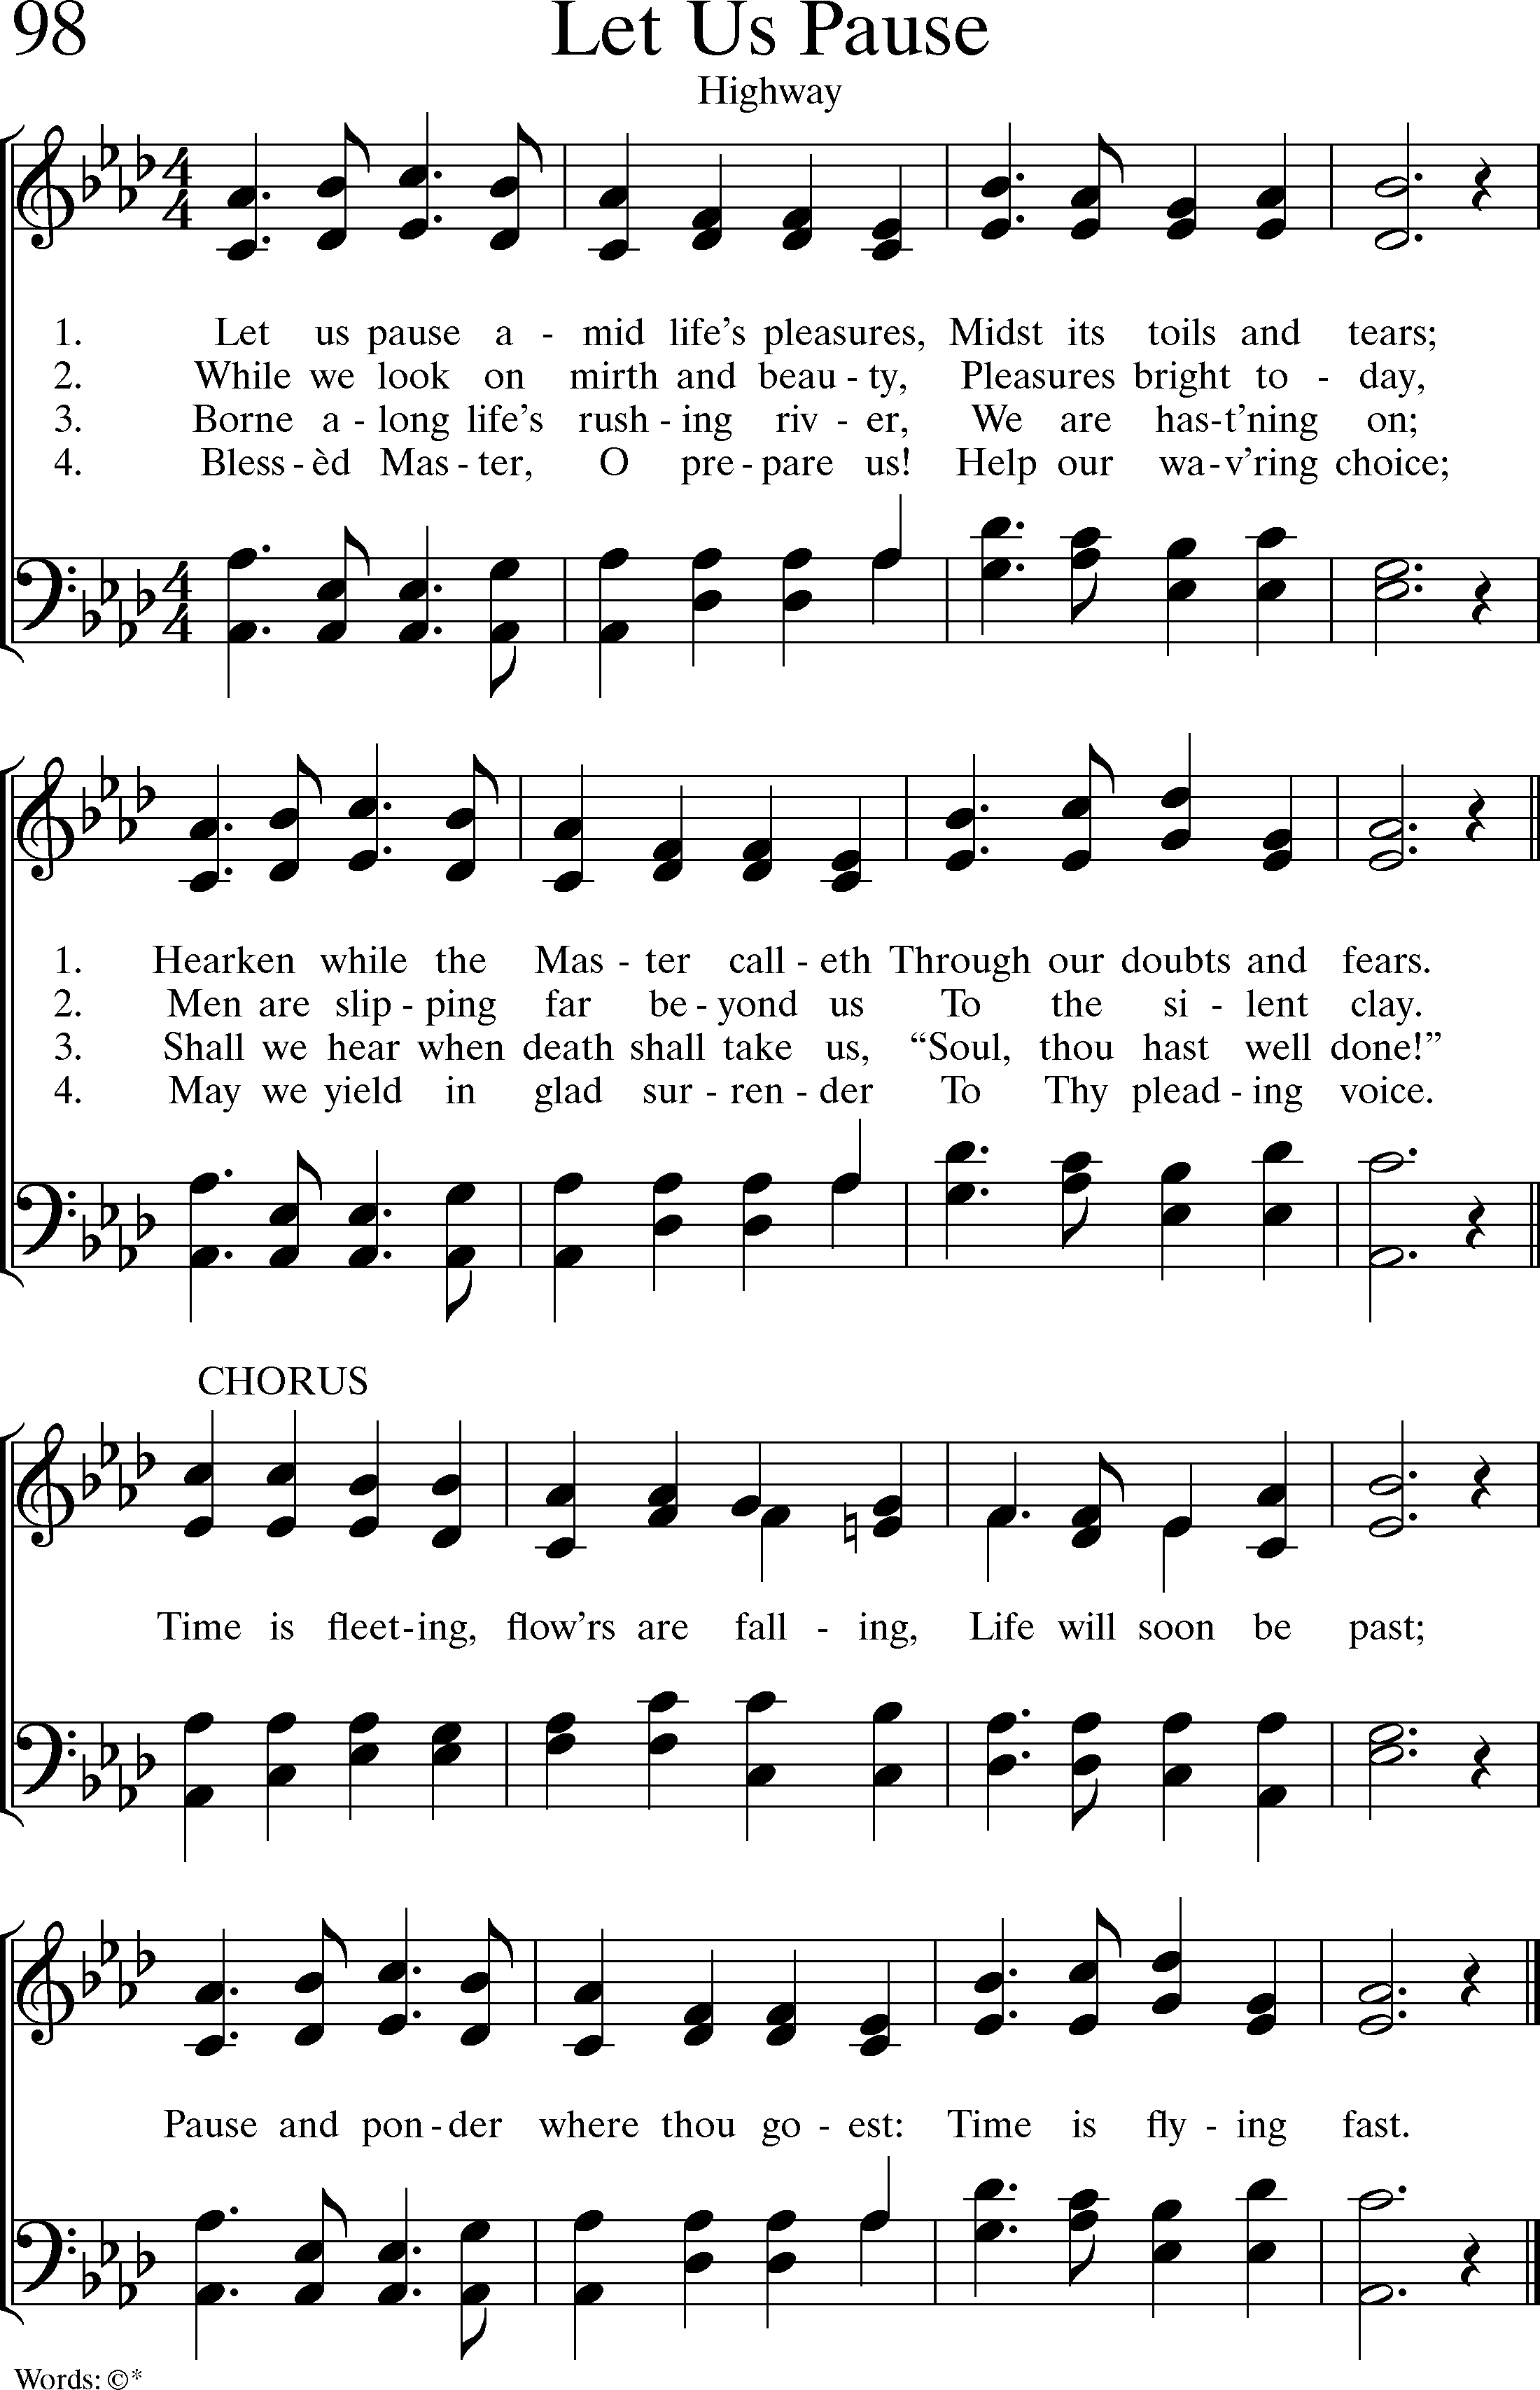 98
Let Us Pause
Highway
1. Let us pause a - mid life’s pleasures, Midst its toils and tears;
2. While we look on mirth and beau - ty, Pleasures bright to - day,
3. Borne a - long life’s rush - ing riv - er, We are has-t’ning on;
4. Bless - èd Mas - ter, O pre - pare us! Help our wa - v’ring choice;
1. Hearken while the Mas - ter call - eth Through our doubts and fears.
2. Men are slip - ping far be - yond us To the si - lent clay.
3. Shall we hear when death shall take us, “Soul, thou hast well done!”
4. May we yield in glad sur - ren - der To Thy plead - ing voice.
CHORUS
Time is fleet-ing, flow’rs are fall - ing, Life will soon be past;
Pause and pon - der where thou go - est: Time is fly - ing fast.
Words: ©*